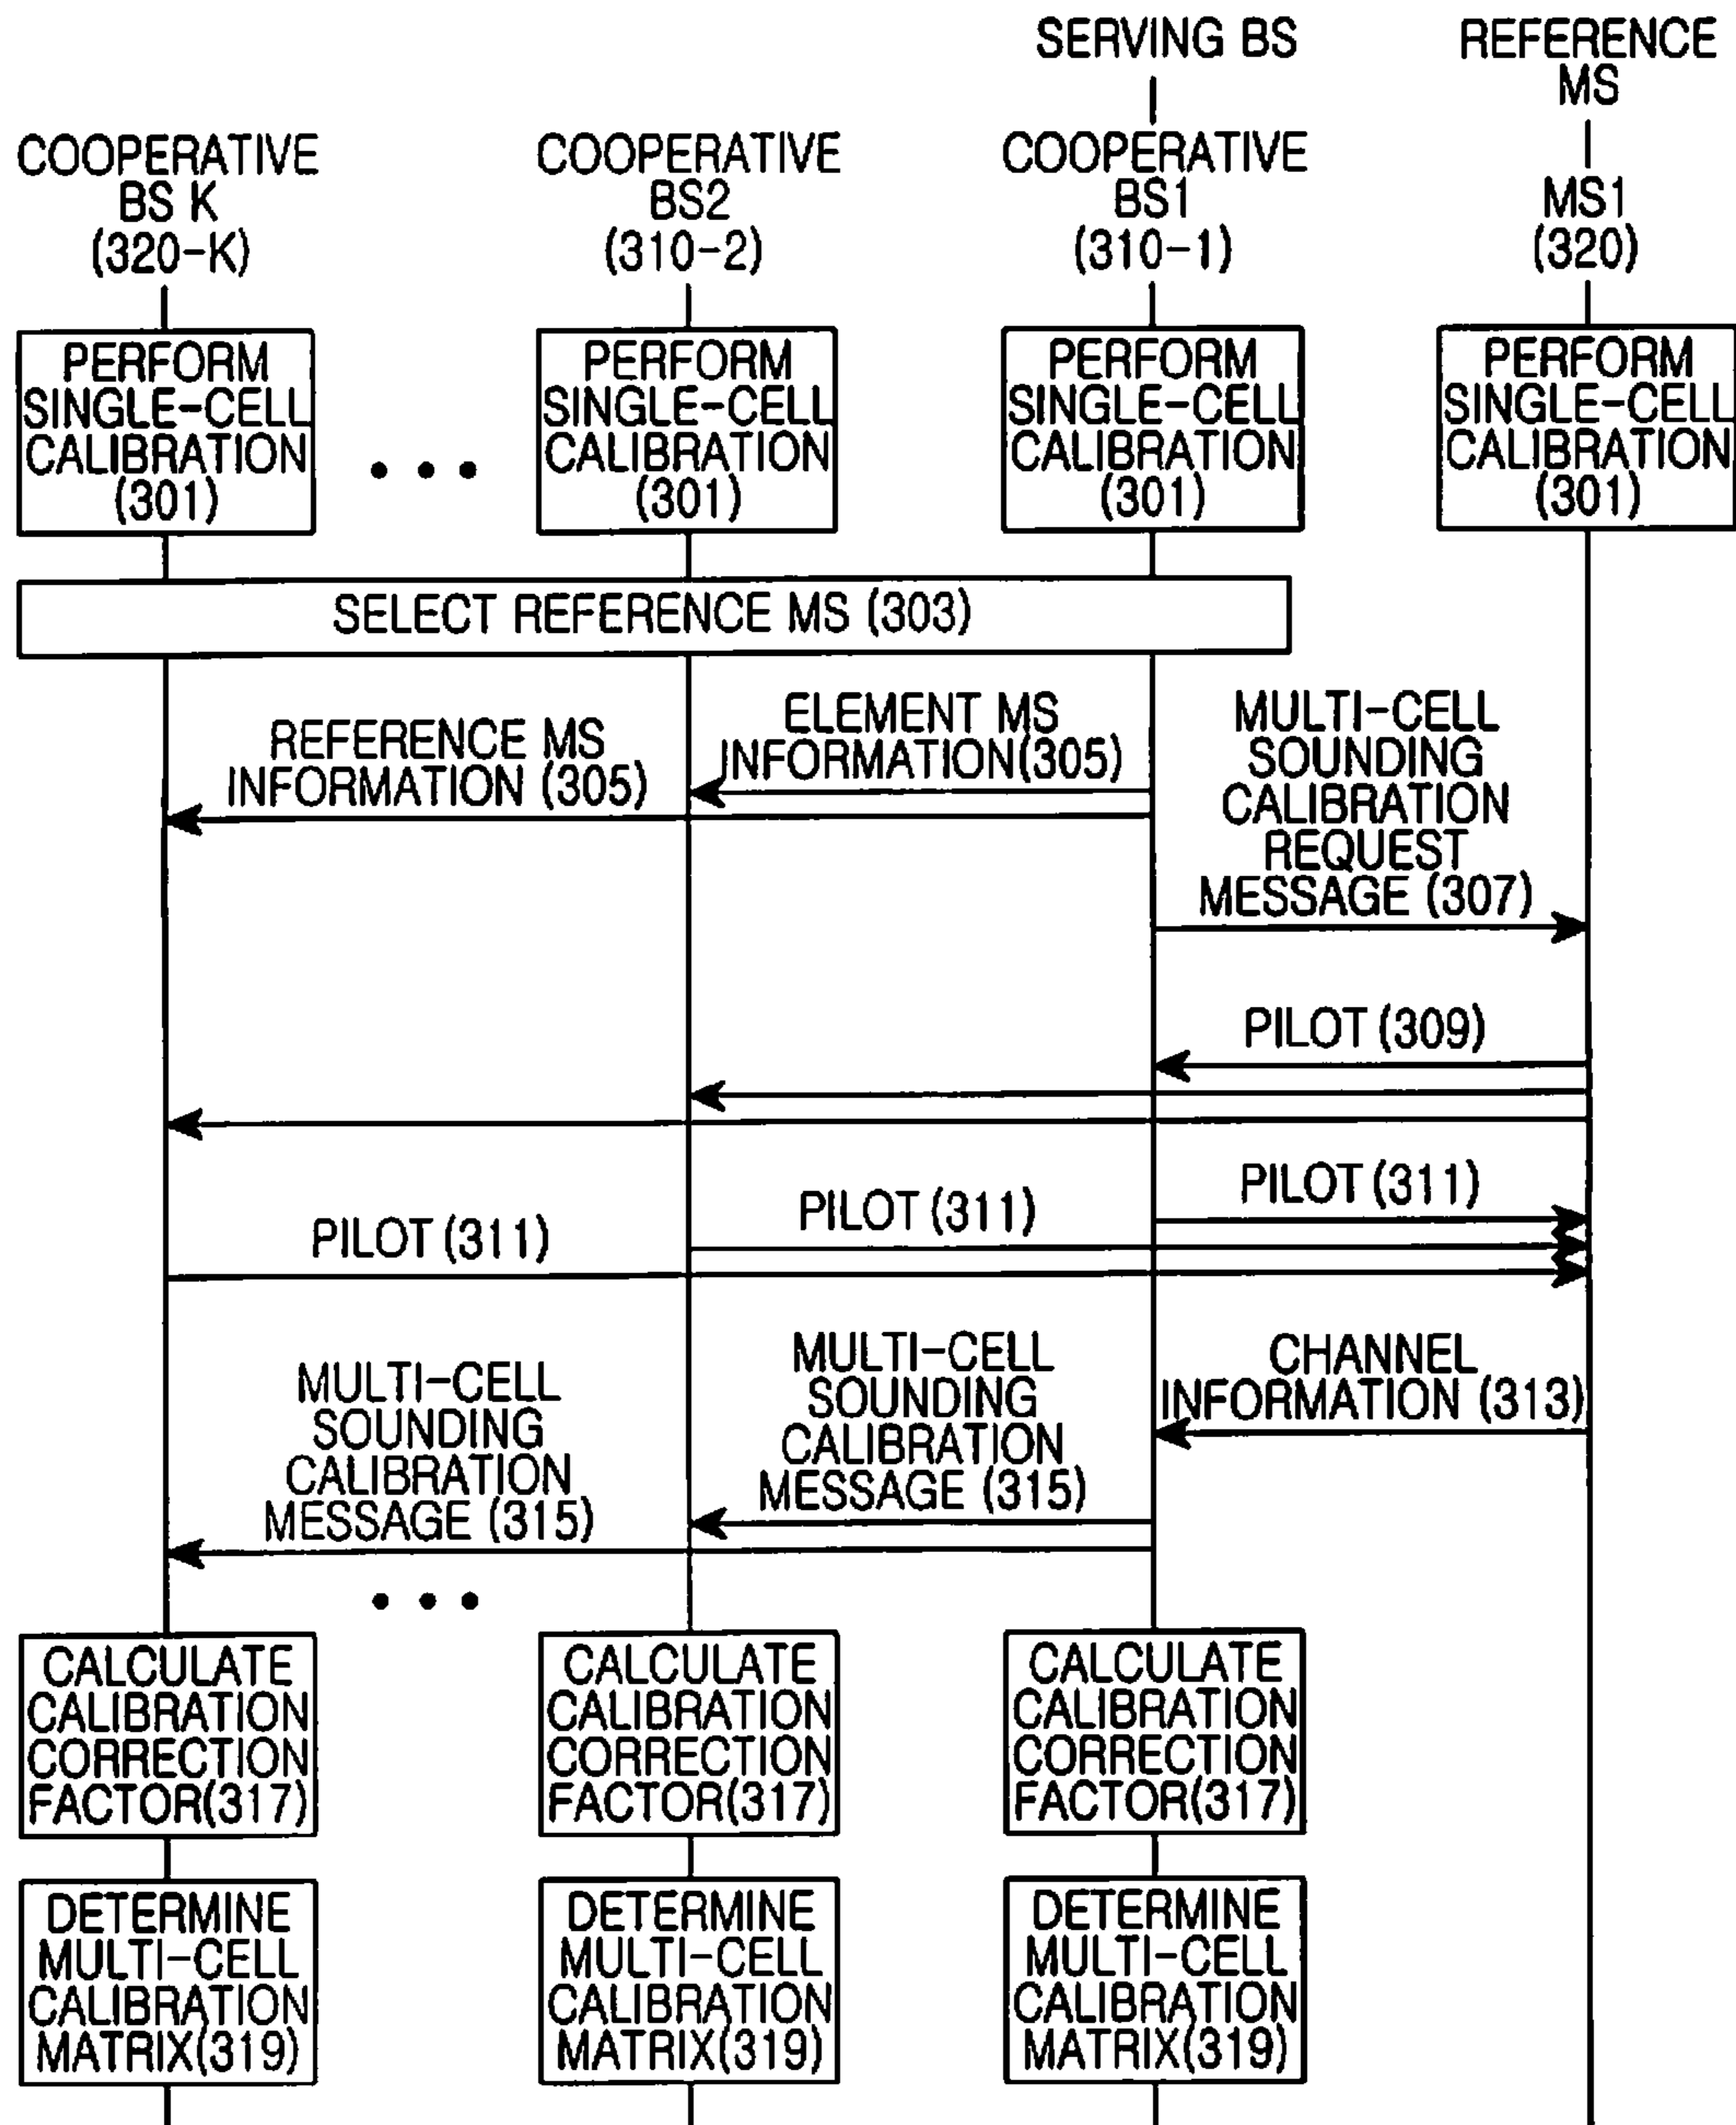 SERVING BS
REFERENCE
MS
COOPERATIVE
BS K
(320-K)
COOPERATIVE
BS2
(310-2)
COOPERATIVE
BS1
(310-1)
MS1
(320)
PERFORM
SINGLE-CELL
CALIBRATION
(301)
PERFORM
SINGLE-CELL
CALIBRATION
(301)
PERFORM
SINGLE-CELL
CALIBRATION
(301)
PERFORM
SINGLE-CELL
CALIBRATION
(301)
SELECT REFERENCE MS (303)
REFERENCE MS
INFORMATION (305)
ELEMENT MS
INFORMATION(305)
MULTI-CELL
SOUNDING
CALIBRATION
REQUEST
MESSAGE (307)
PILOT (309)
PILOT (311)
PILOT (311)
PILOT (311)
MULTI-CELL
SOUNDING
CALIBRATION
MESSAGE (315)
MULTI-CELL
SOUNDING
CALIBRATION
MESSAGE (315)
CHANNEL
INFORMATION (313)
CALCULATE
CALIBRATION
CORRECTION
FACTOR(317)
CALCULATE
CALIBRATION
CORRECTION
FACTOR(317)
CALCULATE
CALIBRATION
CORRECTION
FACTOR(317)
DETERMINE
MULTI-CELL
CALIBRATION
MATRIX(319)
DETERMINE
MULTI-CELL
CALIBRATION
MATRIX(319)
DETERMINE
MULTI-CELL
CALIBRATION
MATRIX(319)